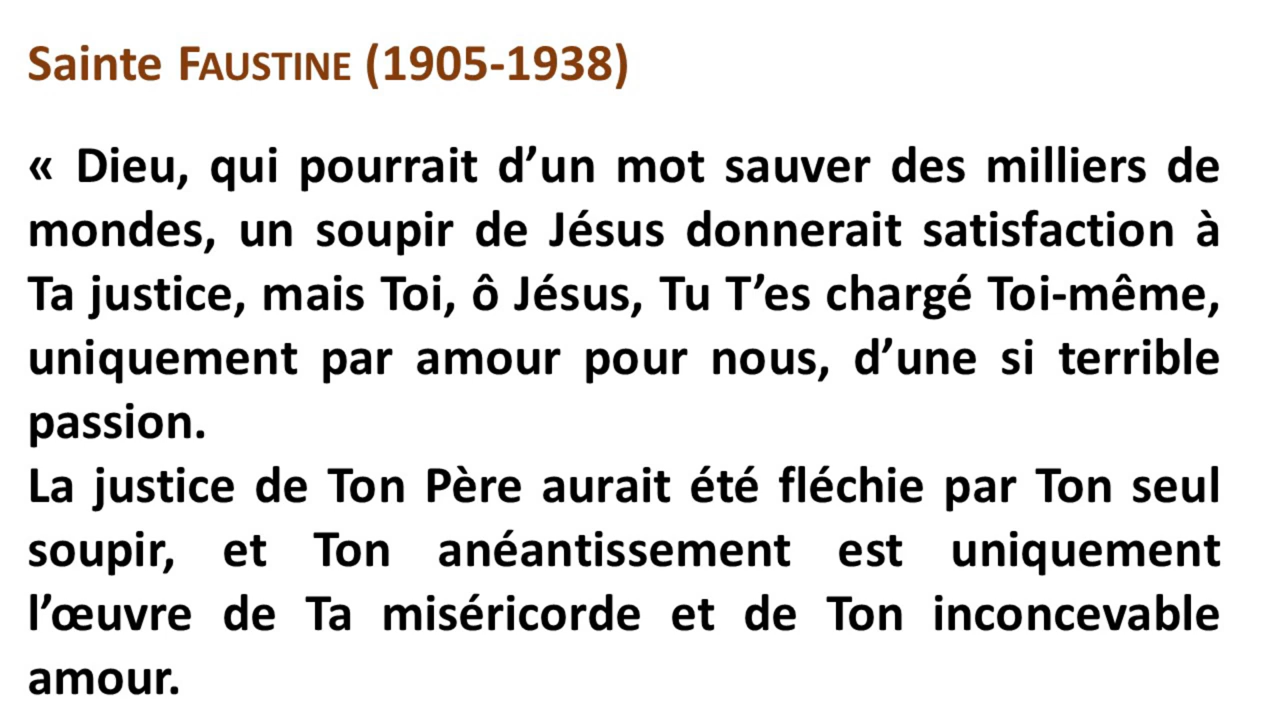 Sainte FAUSTINE (1905-1938)
« Dieu, qui pourrait d’un mot sauver des milliers de
mondes, un soupir de Jésus donnerait satisfaction à
Ta justice, mais Toi, ô Jésus, Tu T’es chargé Toi-même,
uniquement par amour pour nous, d’une si terrible
passion.
La justice de Ton Père aurait été fléchie par Ton seul
soupir, et Ton anéantissement est uniquement
l’œuvre de Ta miséricorde et de Ton inconcevable
amour.